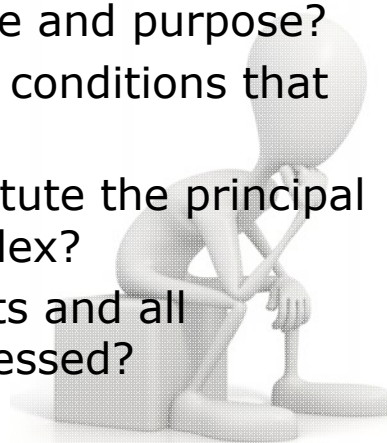 e and purpose?
conditions that
tute the principal
lex?
ts and all
essed?